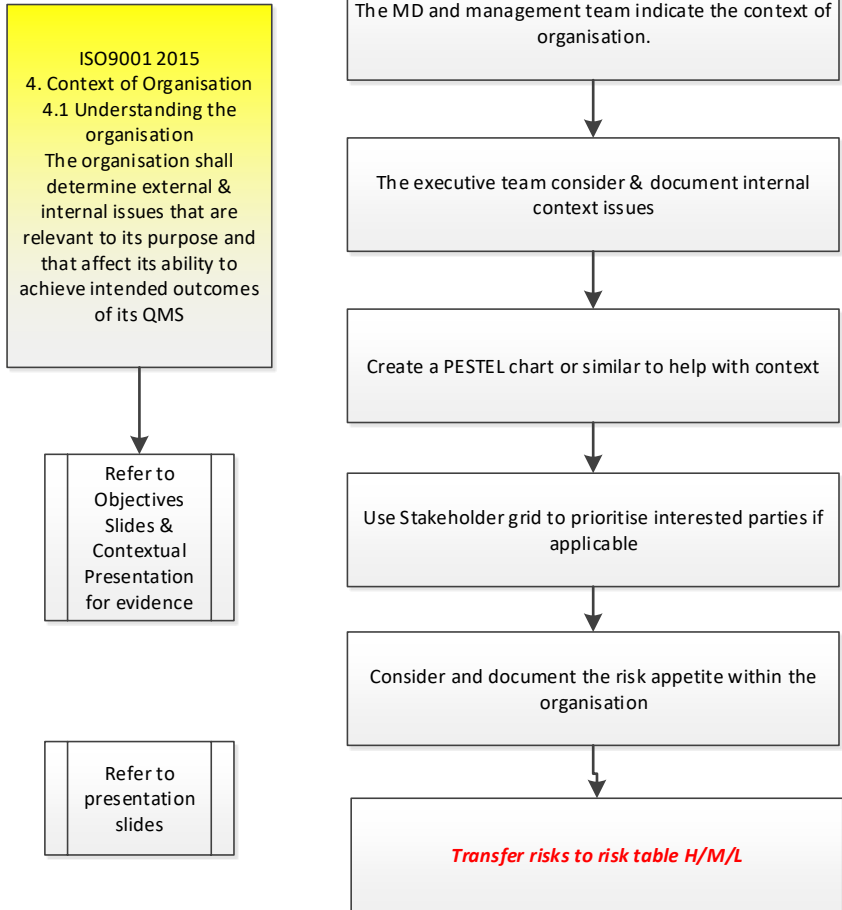 ISO9001 2015
4. Context of Organisation
4.1 Understanding the
organisation
The organisation shall
determine external &
internal issues that are
relevant to its purpose and
that affect its ability to
achieve intended outcomes
of its QMS
Refer to
Objectives
Slides &
Contextual
Presentation
for evidence
Refer to
presentation
slides
The MD and management team indicate the context of
organisation.
The executive team consider & document internal
context issues
Create a PESTEL chart or similar to help with context
Use Stakeholder grid to prioritise interested parties if
applicable
Consider and document the risk appetite within the
organisation
Transfer risks to risk table H/M/L